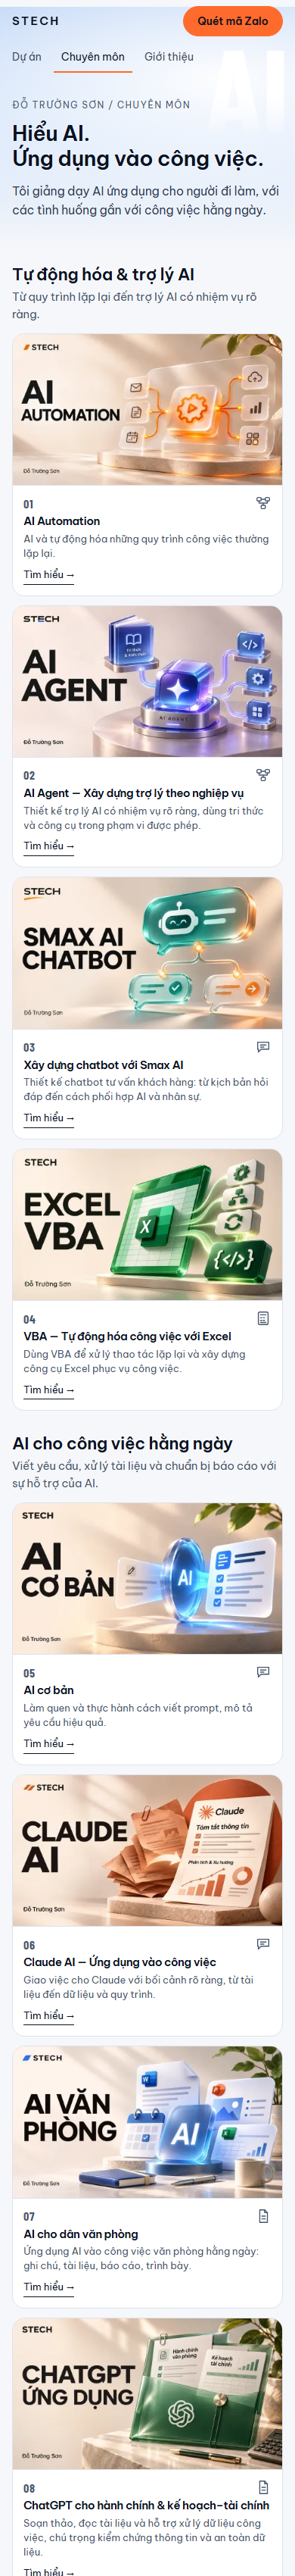 STECH
Quét mã Zalo
Dự án
Chuyên môn
Giới thiệu
AI
ĐỖ TRƯỜNG SƠN / CHUYÊN MÔN
Hiểu AI.
Ứng dụng vào công việc.
Tôi giảng dạy AI ứng dụng cho người đi làm, với
các tình huống gần với công việc hằng ngày.
Tự động hóa & trợ lý AI
Từ quy trình lặp lại đến trợ lý AI có nhiệm vụ rõ
ràng.
STECH
AI
AUTOMATION
Đỗ Trường Sơn
01
AI Automation
AI và tự động hóa những quy trình công việc thường
lặp lại.
Tìm hiểu →
STECH
AI
AGENT
AI AGENT
Đỗ Trường Sơn
02
AI Agent — Xây dựng trợ lý theo nghiệp vụ
Thiết kế trợ lý AI có nhiệm vụ rõ ràng, dùng tri thức
và công cụ trong phạm vi được phép.
Tìm hiểu →
STECH
SMAX AI
CHATBOT
Đỗ Trường Sơn
03
Xây dựng chatbot với Smax AI
Thiết kế chatbot tư vấn khách hàng: từ kịch bản hỏi
đáp đến cách phối hợp AI và nhân sự.
Tìm hiểu →
STECH
EXCEL
VBA
X
{</>}
Đỗ Trường Sơn
04
VBA — Tự động hóa công việc với Excel
Dùng VBA để xử lý thao tác lặp lại và xây dựng
công cụ Excel phục vụ công việc.
Tìm hiểu →
AI cho công việc hằng ngày
Viết yêu cầu, xử lý tài liệu và chuẩn bị báo cáo với
sự hỗ trợ của AI.
STECH
AI
CƠ BẢN
AI
Đỗ Trường Sơn
05
AI cơ bản
Làm quen và thực hành cách viết prompt, mô tả
yêu cầu hiệu quả.
Tìm hiểu →
STECH
CLAUDE
AI
Claude
Tóm tắt thông tin
Phân tích & Xu hướng
Đỗ Trường Sơn
06
Claude AI — Ứng dụng vào công việc
Giao việc cho Claude với bối cảnh rõ ràng, từ tài
liệu đến dữ liệu và quy trình.
Tìm hiểu →
STECH
AI VĂN
PHÒNG
AI
Đỗ Trường Sơn
07
AI cho dân văn phòng
Ứng dụng AI vào công việc văn phòng hằng ngày:
ghi chú, tài liệu, báo cáo, trình bày.
Tìm hiểu →
STECH
CHATGPT
ỨNG DỤNG
Hành chính
văn phòng
Kế hoạch
tài chính
Đỗ Trường Sơn
08
ChatGPT cho hành chính & kế hoạch–tài chính
Soạn thảo, đọc tài liệu và hỗ trợ xử lý dữ liệu công
việc, chú trọng kiểm chứng thông tin và an toàn dữ
liệu.
Tìm hiểu →